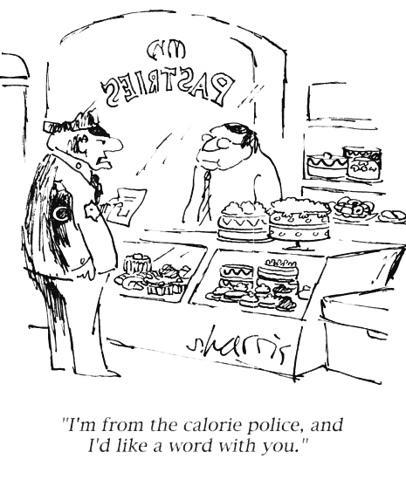 PASTRIES
sharris
"I'm from the calorie police, and
I'd like a word with you."